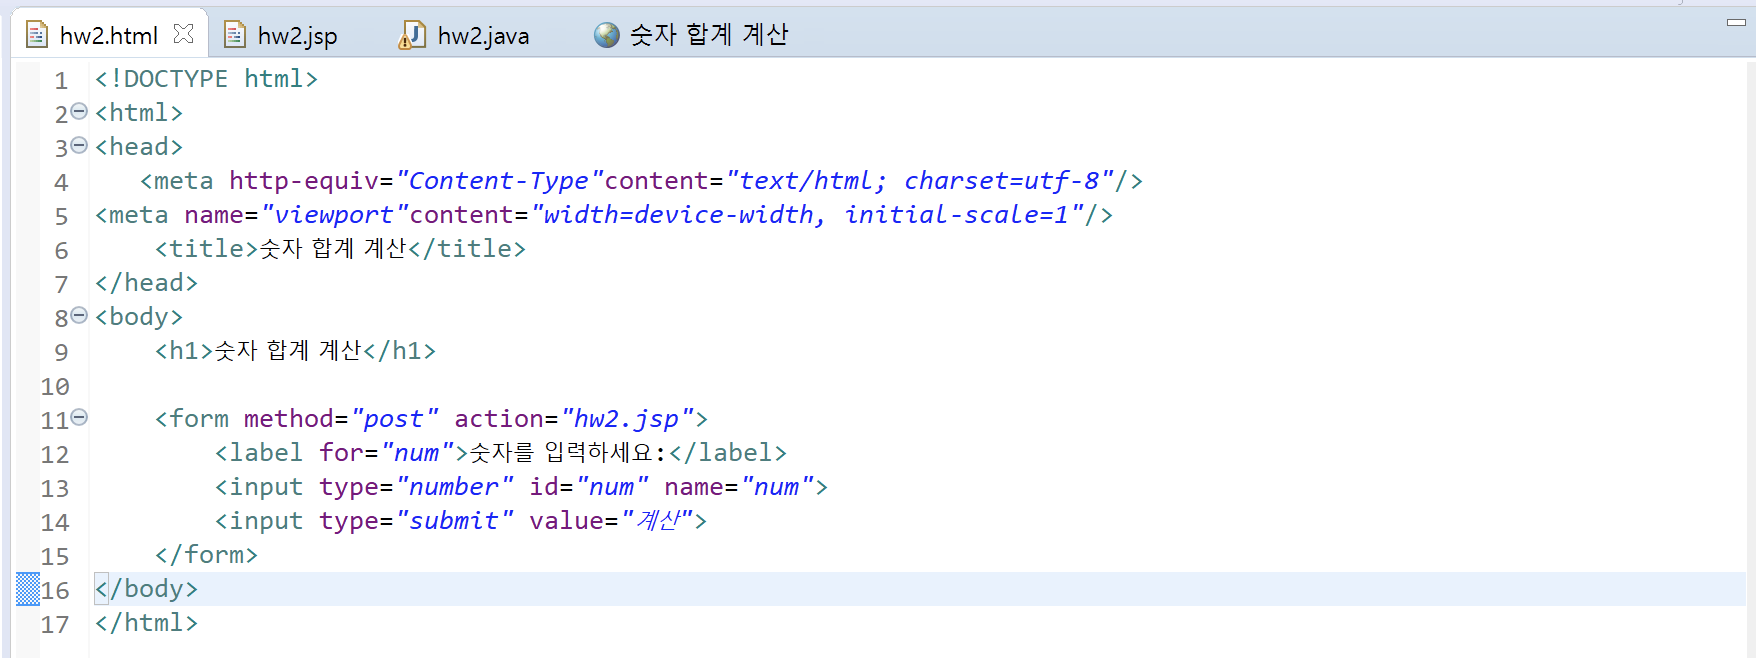 hw2.html hw2.jsp hw2.java 숫자 합계 계산
1 <!DOCTYPE html>
2 <html>
3 <head>
4 <meta http-equiv="Content-Type"content="text/html; charset=utf-8"/>
5 <meta name="viewport"content="width=device-width, initial-scale=1"/>
6 <title>숫자 합계 계산</title>
7 </head>
8 <body>
9 <h1>숫자 합계 계산</h1>
10
11 <form method="post" action="hw2.jsp">
12 <label for="num">숫자를 입력하세요:</label>
13 <input type="number" id="num" name="num">
14 <input type="submit" value="계산">
15 </form>
16 </body>
17 </html>